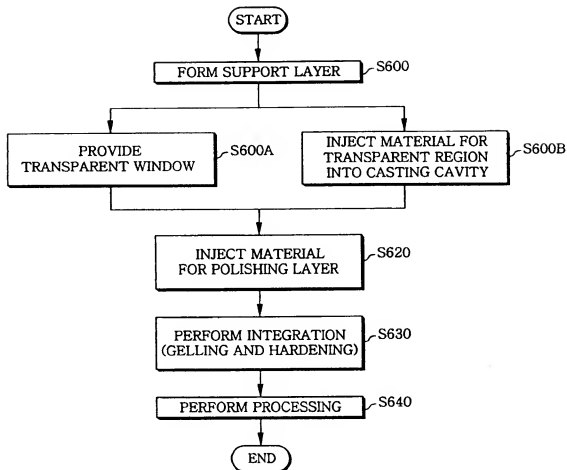 START
FORM SUPPORT LAYER
S600
PROVIDE
TRANSPARENT WINDOW
S600A
INJECT MATERIAL FOR
TRANSPARENT REGION
INTO CASTING CAVITY
S600B
INJECT MATERIAL
FOR POLISHING LAYER
S620
PERFORM INTEGRATION
(GELLING AND HARDENING)
S630
PERFORM PROCESSING
S640
END